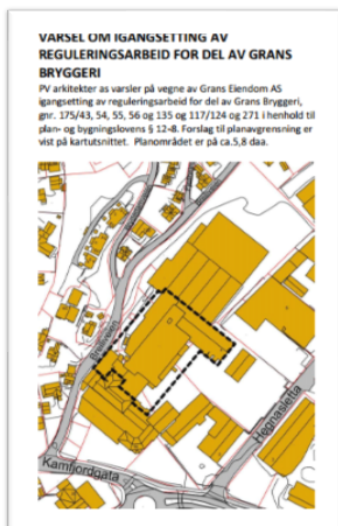 VARSEL OM IGANGSETTING AV
REGULERINGSARBEID FOR DEL AV GRANS
BRYGGERI
PV arkitekter as varsler på vegne av Grans Eiendom AS
igangsetting av reguleringsarbeid for del av Grans Bryggeri,
gnr. 175/43, 54, 55, 56 og 135 og 117/124 og 271 i henhold til
plan- og bygningslovens § 12-8. Forslag til planavgrensning er
vist på kartutsnittet. Planområdet er på ca.5,8 daa.
Hegnasletta
Kamfjordgata